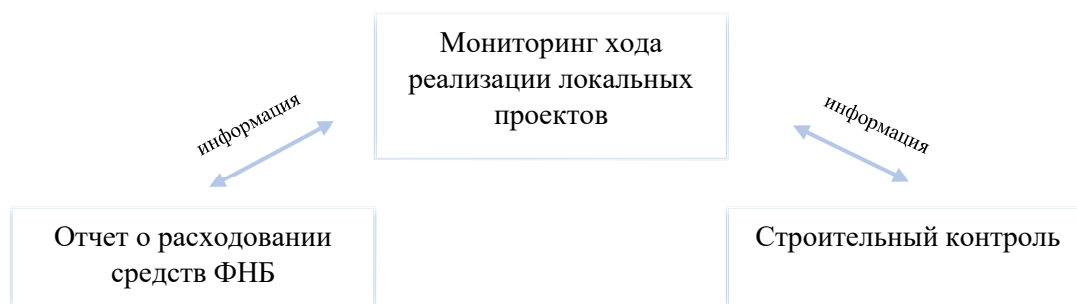 Мониторинг хода
реализации локальных
проектов
информация
информация
Отчет о расходовании
средств ФНБ
Строительный контроль